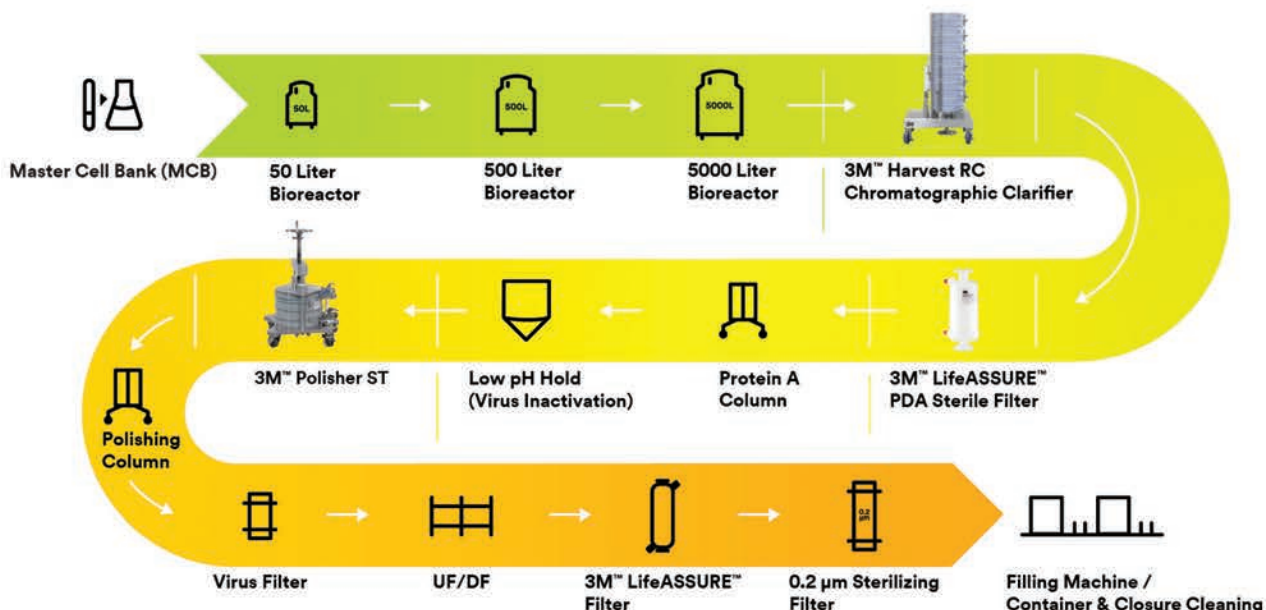 Master Cell Bank (MCB)
50L
50 Liter
Bioreactor
500L
500 Liter
Bioreactor
5000L
5000 Liter
Bioreactor
3M™ Harvest RC
Chromatographic Clarifier
3M™ LifeASSURE™
PDA Sterile Filter
Protein A
Column
Low pH Hold
(Virus Inactivation)
3M™ Polisher ST
Polishing
Column
Virus Filter
UF/DF
3M™ LifeASSURE™
Filter
0.2
µm
0.2 µm Sterilizing
Filter
Filling Machine /
Container & Closure Cleaning